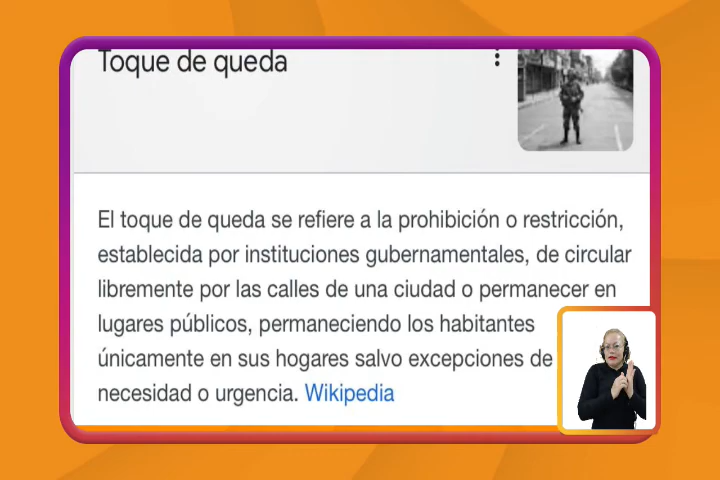 Toque de queda
El toque de queda se refiere a la prohibición o restricción,
establecida por instituciones gubernamentales, de circular
libremente por las calles de una ciudad o permanecer en
lugares públicos, permaneciendo los habitantes
únicamente en sus hogares salvo excepciones de
necesidad o urgencia. Wikipedia